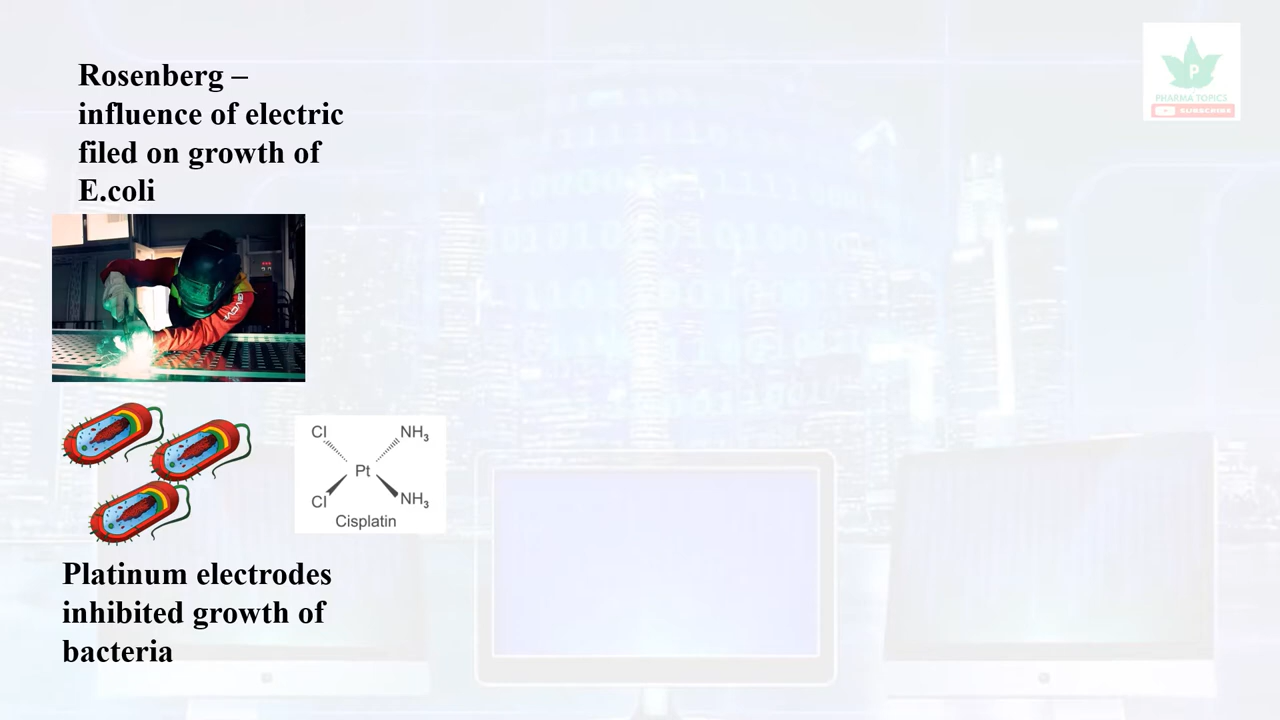 Rosenberg –
influence of electric
filed on growth of
E.coli
P
PHARMA TOPICS
SUBSCRIBE
Cl
NH3
Pt
Cl
NH3
Cisplatin
Platinum electrodes
inhibited growth of
bacteria